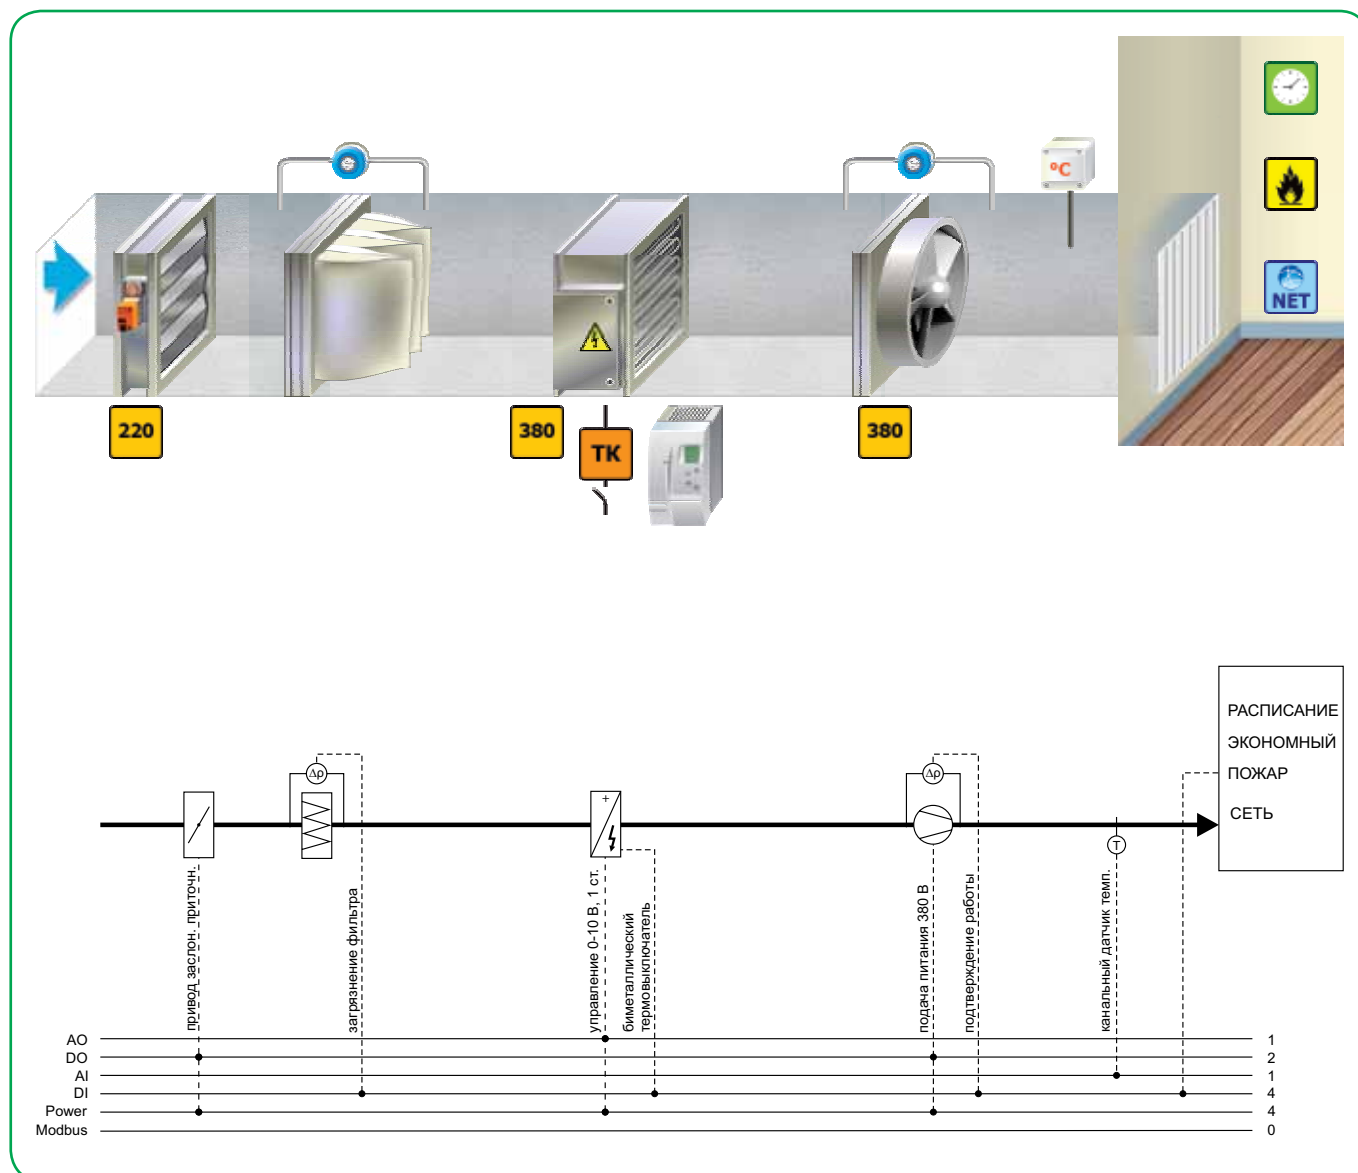 °C
NET
220
380
TK
380
РАСПИСАНИЕ
ЭКОНОМНЫЙ
ПОЖАР
СЕТЬ
Δρ
Δρ
+
T
привод заслон. приточн.
загрязнение фильтра
управление 0-10 В, 1 ст.
биметаллический
термовыключатель
подача питания 380 В
подтверждение работы
канальный датчик темп.
AO 1
DO 2
AI 1
DI 4
Power 4
Modbus 0